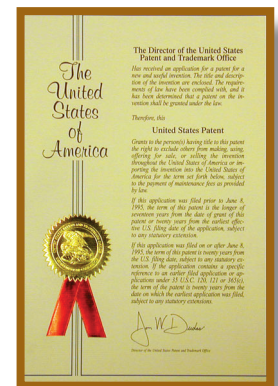 The
United
States
of
America
The Director of the United States
Patent and Trademark Office
Has received an application for a patent for a
new and useful invention. The title and descrip-
tion of the invention are enclosed. The require-
ments of law have been complied with, and it
has been determined that a patent on the in-
vention shall be granted under the law.
Therefore, this
United States Patent
Grants to the person(s) having title to this patent
the right to exclude others from making, using,
offering for sale, or selling the invention
throughout the United States of America or im-
porting the invention into the United States of
America for the term set forth below, subject
to the payment of maintenance fees as provided
by law.
If this application was filed prior to June 8,
1995, the term of this patent is the longer of
seventeen years from the date of grant of this
patent or twenty years from the earliest effec-
tive U.S. filing date of the application, subject
to any statutory extension.
If this application was filed on or after June 8,
1995, the term of this patent is twenty years from
the U.S. filing date, subject to any statutory ex-
tension. If the application contains a specific
reference to an earlier filed application or ap-
plications under 35 U.S.C. 120, 121 or 365(c),
the term of the patent is twenty years from the
date on which the earliest application was filed,
subject to any statutory extensions.
Director of the United States Patent and Trademark Office